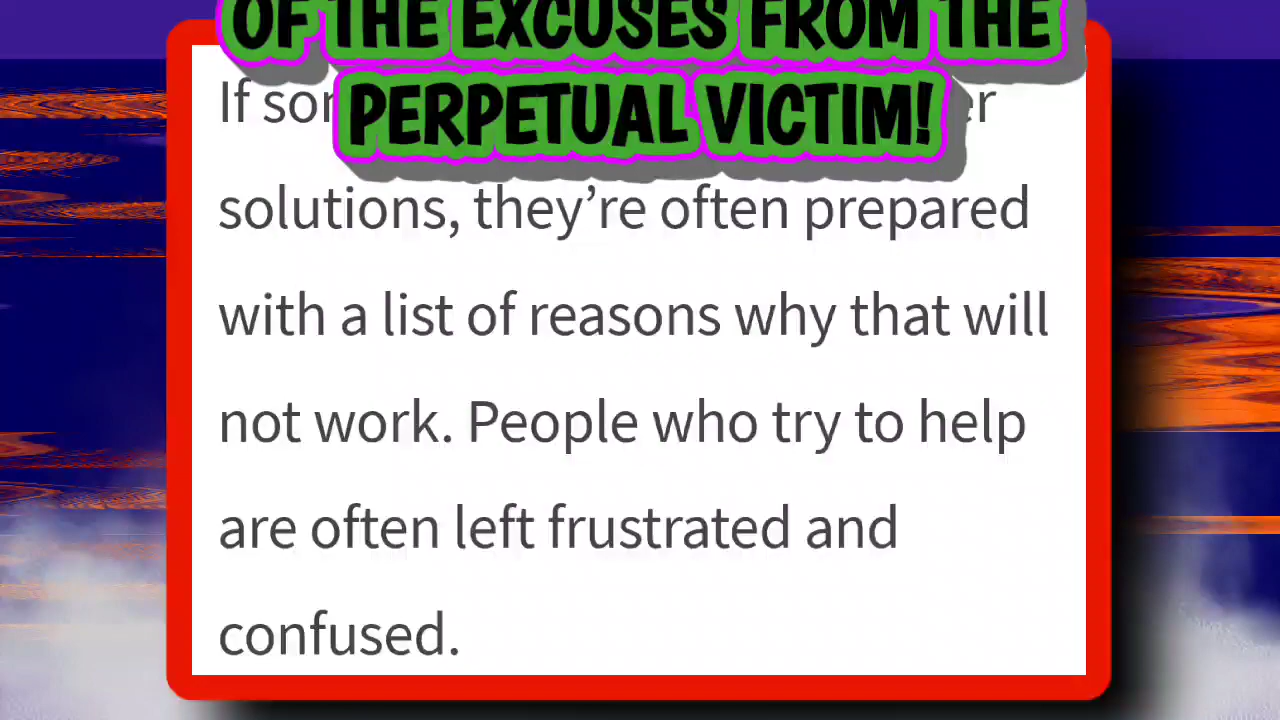 OF THE EXCUSES FROM THE
PERPETUAL VICTIM!
If
solutions, they’re often prepared
with a list of reasons why that will
not work. People who try to help
are often left frustrated and
confused.